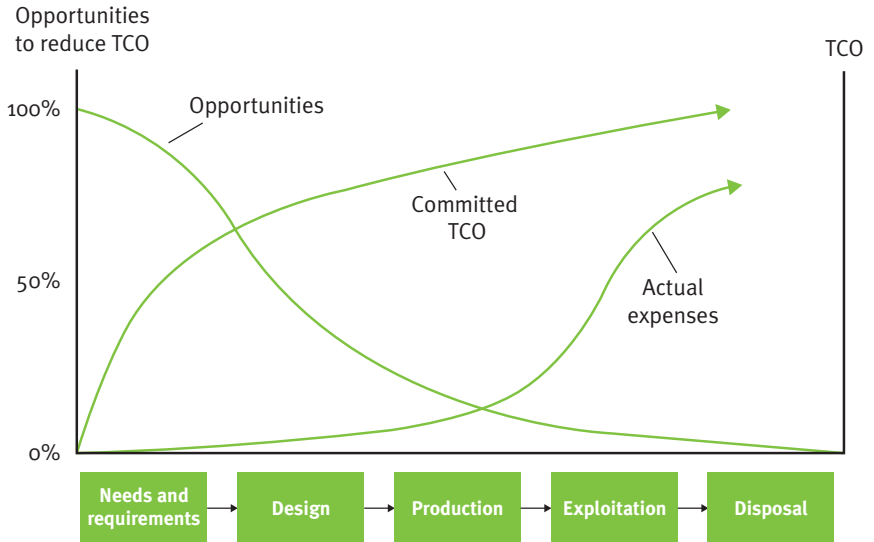 Opportunities
to reduce TCO
TCO
100%
Opportunities
Committed
TCO
50%
Actual
expenses
0%
Needs and
requirements
Design
Production
Exploitation
Disposal